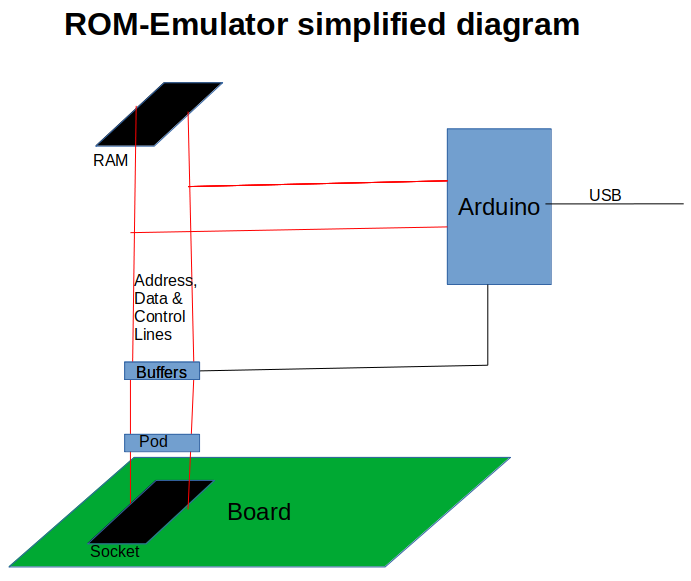 ROM-Emulator simplified diagram
RAM
Arduino
USB
Address,
Data &
Control
Lines
Buffers
Pod
Board
Socket